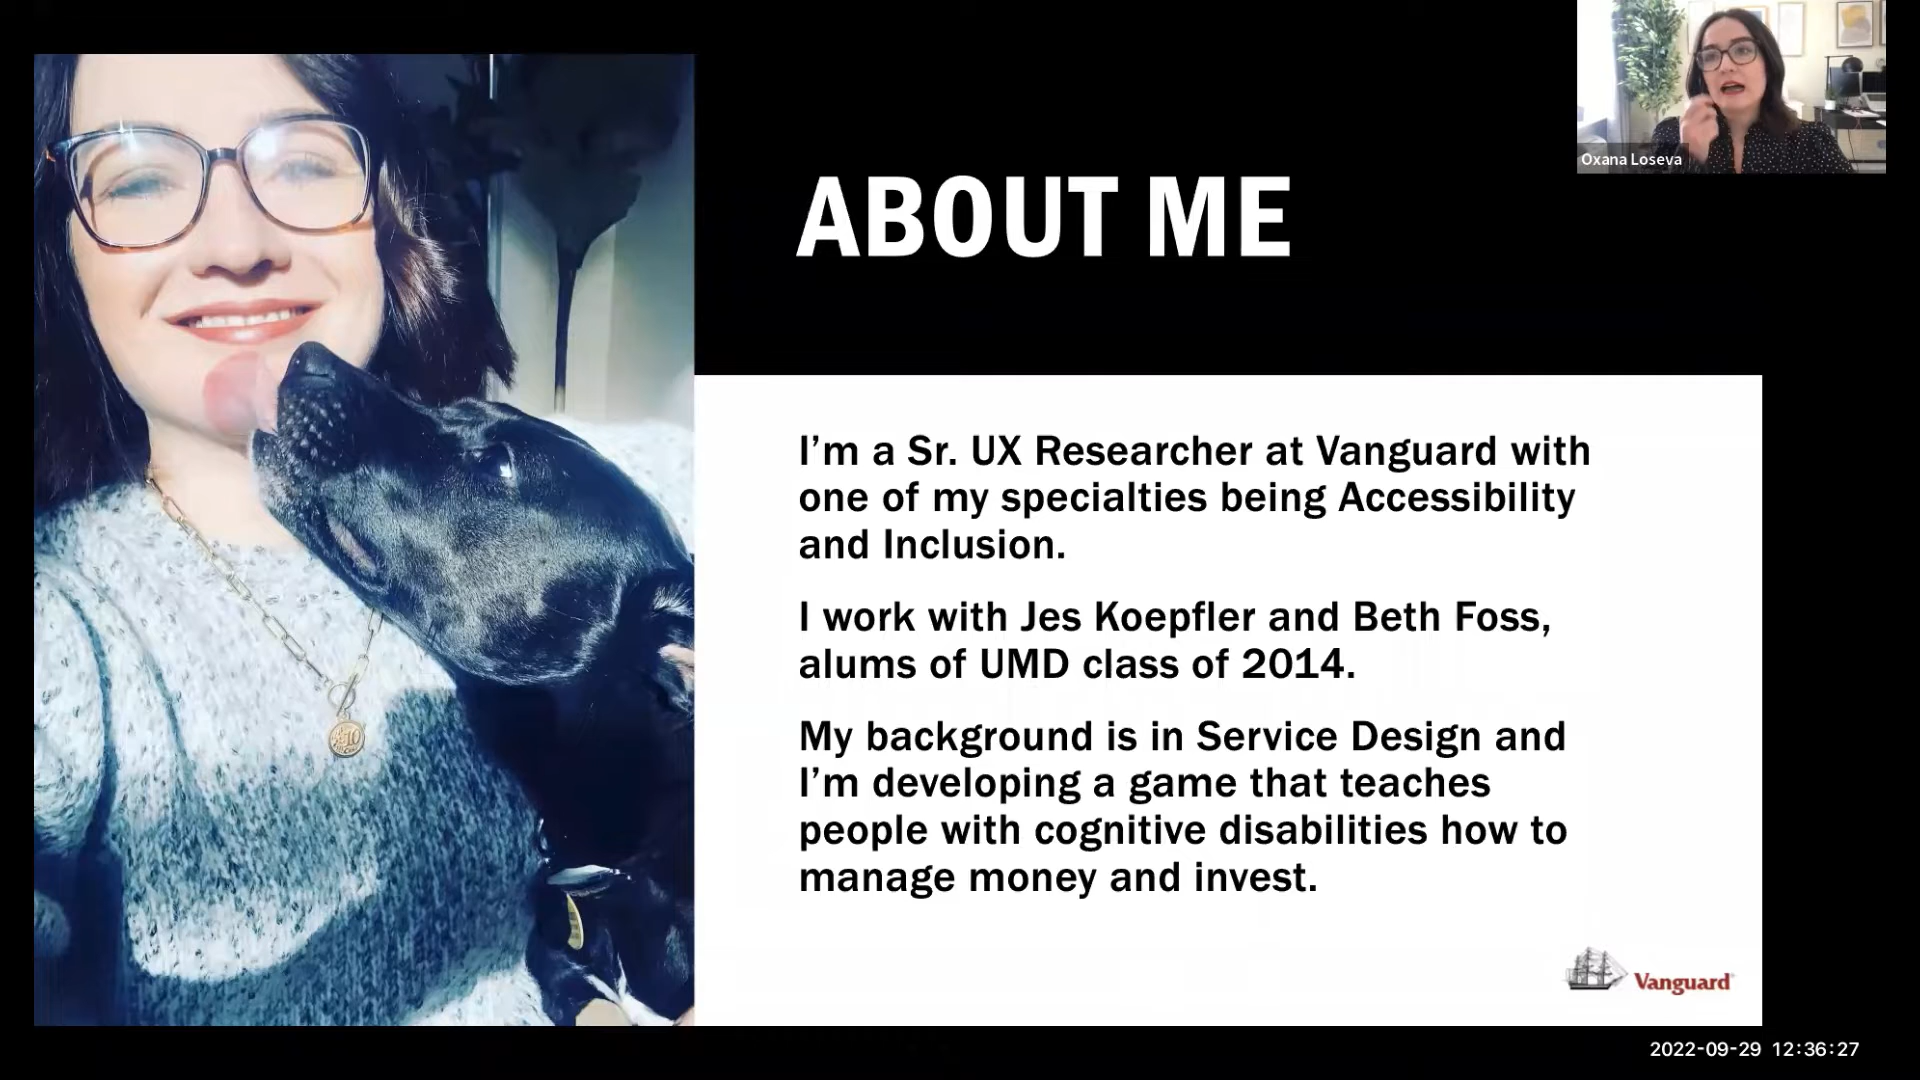 Oxana Loseva
ABOUT ME
I’m a Sr. UX Researcher at Vanguard with
one of my specialties being Accessibility
and Inclusion.
I work with Jes Koepfler and Beth Foss,
alums of UMD class of 2014.
My background is in Service Design and
I’m developing a game that teaches
people with cognitive disabilities how to
manage money and invest.
Vanguard
2022-09-29 12:36:27